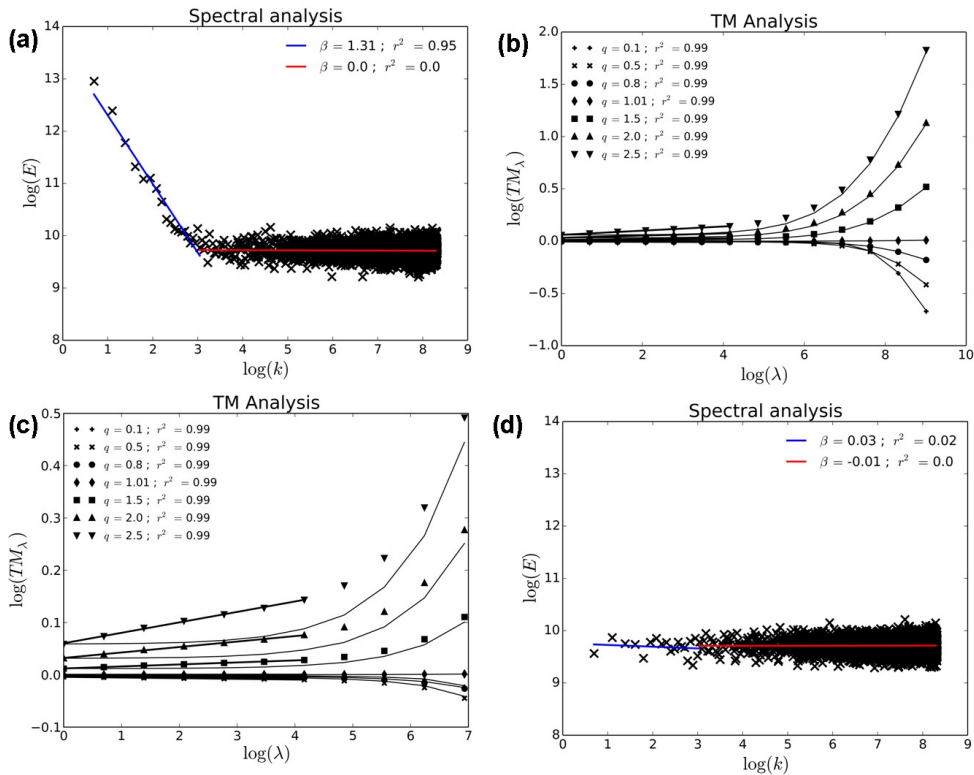 (a)
Spectral analysis
β = 1.31 ; r² = 0.95
β = 0.0 ; r² = 0.0
14
13
12
11
10
9
8
log(E)
0 1 2 3 4 5 6 7 8 9
log(k)
(b)
TM Analysis
q = 0.1 ; r² = 0.99
q = 0.5 ; r² = 0.99
q = 0.8 ; r² = 0.99
q = 1.01 ; r² = 0.99
q = 1.5 ; r² = 0.99
q = 2.0 ; r² = 0.99
q = 2.5 ; r² = 0.99
2.0
1.5
1.0
0.5
0.0
−0.5
−1.0
log(TMλ)
0 2 4 6 8 10
log(λ)
(c)
TM Analysis
q = 0.1 ; r² = 0.99
q = 0.5 ; r² = 0.99
q = 0.8 ; r² = 0.99
q = 1.01 ; r² = 0.99
q = 1.5 ; r² = 0.99
q = 2.0 ; r² = 0.99
q = 2.5 ; r² = 0.99
0.5
0.4
0.3
0.2
0.1
0.0
−0.1
log(TMλ)
0 1 2 3 4 5 6 7
log(λ)
(d)
Spectral analysis
β = 0.03 ; r² = 0.02
β = -0.01 ; r² = 0.0
14
13
12
11
10
9
8
log(E)
0 1 2 3 4 5 6 7 8 9
log(k)